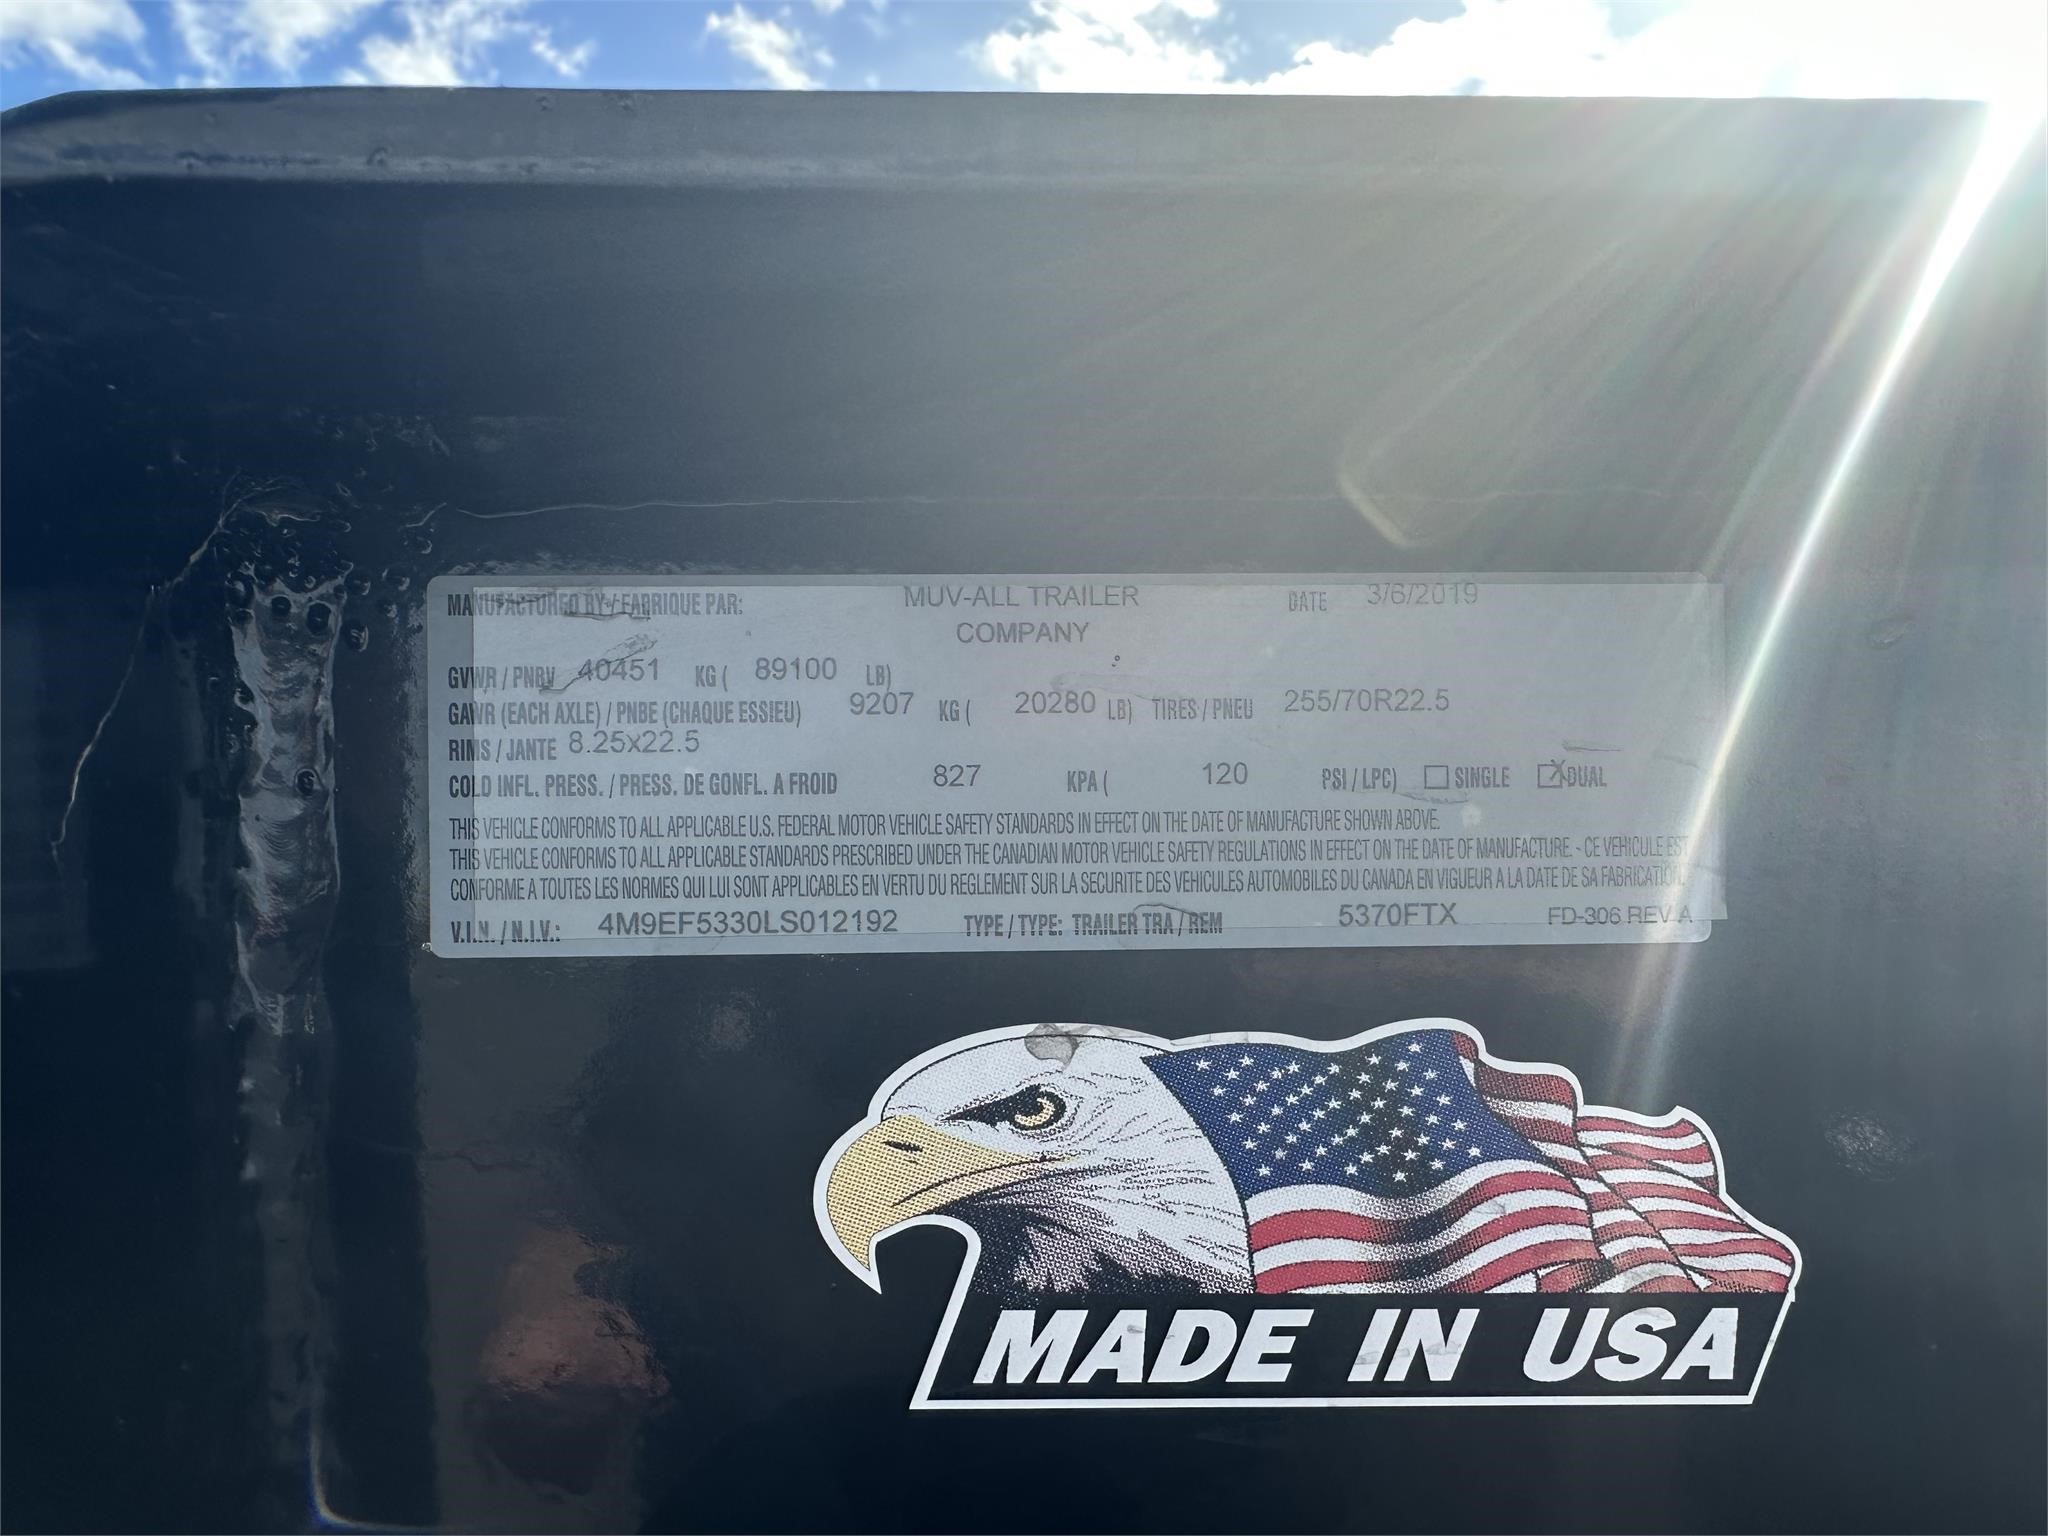 MANUFACTURED BY / FABRIQUE PAR: MUV-ALL TRAILER DATE 3/6/2019
COMPANY
GVWR / PNBV 40451 KG ( 89100 LB)
GAWR (EACH AXLE) / PNBE (CHAQUE ESSIEU) 9207 KG ( 20280 LB) TIRES / PNEU 255/70R22.5
RIMS / JANTE 8.25x22.5
COLD INFL. PRESS. / PRESS. DE GONFL. A FROID 827 KPA ( 120 PSI / LPC) SINGLE X DUAL
THIS VEHICLE CONFORMS TO ALL APPLICABLE U.S. FEDERAL MOTOR VEHICLE SAFETY STANDARDS IN EFFECT ON THE DATE OF MANUFACTURE SHOWN ABOVE.
THIS VEHICLE CONFORMS TO ALL APPLICABLE STANDARDS PRESCRIBED UNDER THE CANADIAN MOTOR VEHICLE SAFETY REGULATIONS IN EFFECT ON THE DATE OF MANUFACTURE. - CE VEHICULE EST
CONFORME A TOUTES LES NORMES QUI LUI SONT APPLICABLES EN VERTU DU REGLEMENT SUR LA SECURITE DES VEHICULES AUTOMOBILES DU CANADA EN VIGUEUR A LA DATE DE SA FABRICATION.
V.I.N. / N.I.V.: 4M9EF5330LS012192 TYPE / TYPE: TRAILER TRA / REM 5370FTX FD-306 REV A
MADE IN USA